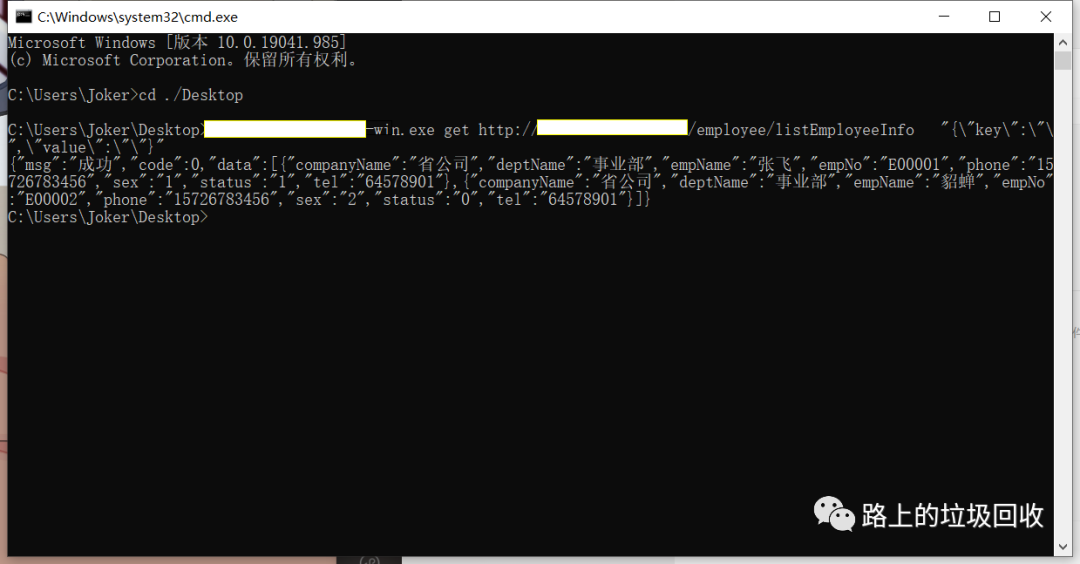 C:\Windows\system32\cmd.exe
Microsoft Windows [版本 10.0.19041.985]
(c) Microsoft Corporation。保留所有权利。
C:\Users\Joker>cd ./Desktop
C:\Users\Joker\Desktop>-win.exe get http:///employee/listEmployeeInfo "{\"key\":\"\
",\"value\":\"\"}"
{"msg":"成功","code":0,"data":[{"companyName":"省公司","deptName":"事业部","empName":"张飞","empNo":"E00001","phone":"15
726783456","sex":"1","status":"1","tel":"64578901"},{"companyName":"省公司","deptName":"事业部","empName":"貂蝉","empNo"
:"E00002","phone":"15726783456","sex":"2","status":"0","tel":"64578901"}]}
C:\Users\Joker\Desktop>
路上的垃圾回收